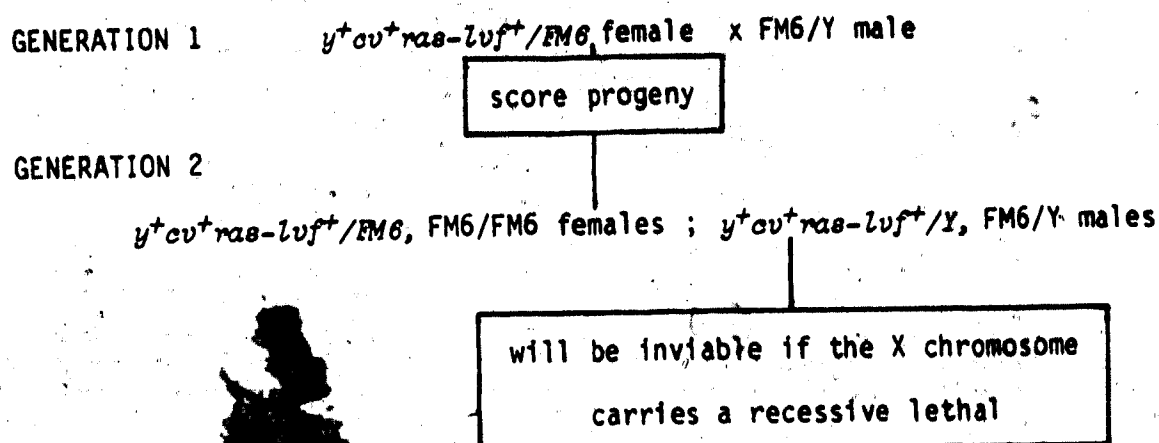 GENERATION 1 y⁺cv⁺ras-lvf⁺/FM6 female x FM6/Y male
score progeny
GENERATION 2
y⁺cv⁺ras-lvf⁺/FM6, FM6/FM6 females ; y⁺cv⁺ras-lvf⁺/Y, FM6/Y males
will be inviable if the X chromosome
carries a recessive lethal